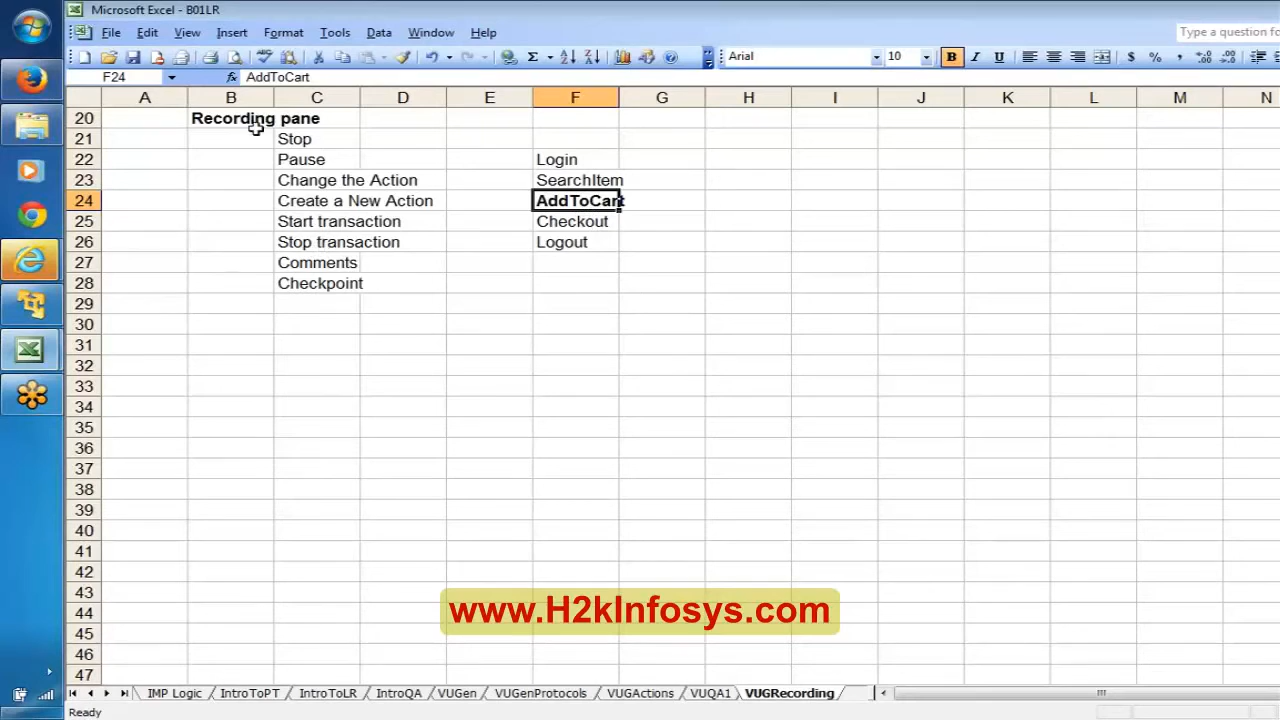 Microsoft Excel - B01LR
File Edit View Insert Format Tools Data Window Help Type a question fo
Arial 10 B I U $ %
F24 fx AddToCart
A B C D E F G H I J K L M N
20 Recording pane
21 Stop
22 Pause Login
23 Change the Action SearchItem
24 Create a New Action AddToCart
25 Start transaction Checkout
26 Stop transaction Logout
27 Comments
28 Checkpoint
29
30
31
32
33
34
35
36
37
38
39
40
41
42
43
44
45
46
47
www.H2kInfosys.com
IMP Logic IntroToPT IntroToLR IntroQA VUGen VUGenProtocols VUGActions VUQA1 VUGRecording
Ready